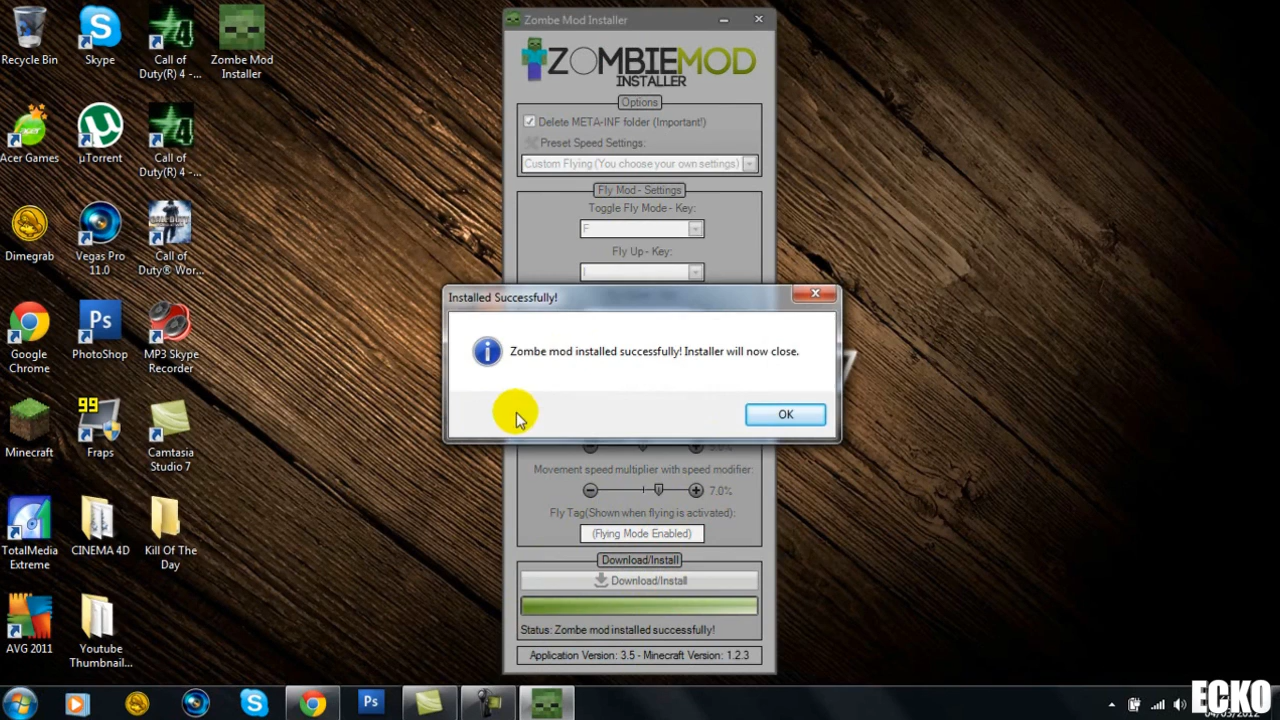 Recycle Bin
Skype
Call of
Duty(R) 4 -...
Zombe Mod
Installer
Acer Games
µTorrent
Call of
Duty(R) 4 -...
Dimegrab
Vegas Pro
11.0
Call of
Duty® Wor...
Google
Chrome
PhotoShop
MP3 Skype
Recorder
Minecraft
99
Fraps
Camtasia
Studio 7
TotalMedia
Extreme
CINEMA 4D
Kill Of The
Day
AVG 2011
Youtube
Thumbnail...
Zombe Mod Installer
ZOMBIEMOD
INSTALLER
Options
Delete META-INF folder (Important!)
Preset Speed Settings:
Custom Flying (You choose your own settings)
Fly Mod - Settings
Toggle Fly Mode - Key:
F
Fly Up - Key:
Installed Successfully!
Zombe mod installed successfully! Installer will now close.
OK
Movement speed multiplier with speed modifier:
7.0%
Fly Tag(Shown when flying is activated):
(Flying Mode Enabled)
Download/Install
Download/Install
Status: Zombe mod installed successfully!
Application Version: 3.5 - Minecraft Version: 1.2.3
ECKO